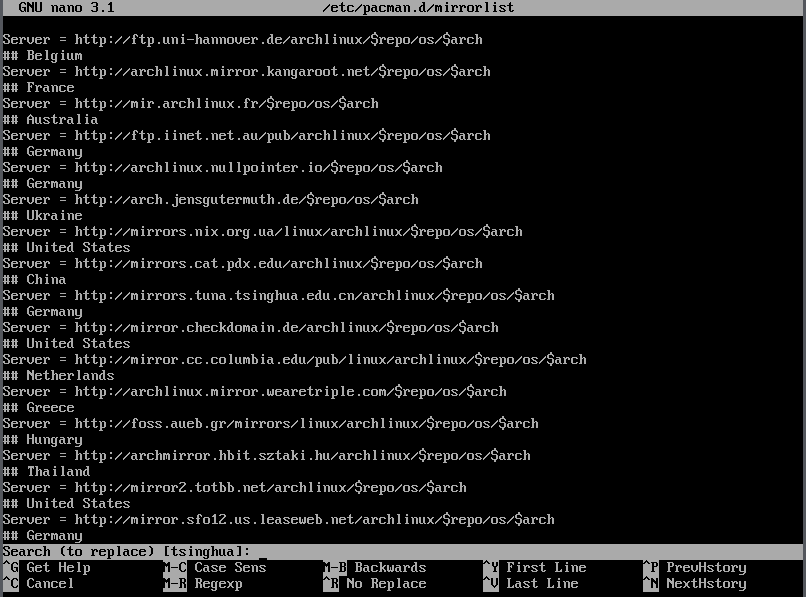 GNU nano 3.1 /etc/pacman.d/mirrorlist
Server = http://ftp.uni-hannover.de/archlinux/$repo/os/$arch
## Belgium
Server = http://archlinux.mirror.kangaroot.net/$repo/os/$arch
## France
Server = http://mir.archlinux.fr/$repo/os/$arch
## Australia
Server = http://ftp.iinet.net.au/pub/archlinux/$repo/os/$arch
## Germany
Server = http://archlinux.nullpointer.io/$repo/os/$arch
## Germany
Server = http://arch.jensgutermuth.de/$repo/os/$arch
## Ukraine
Server = http://mirrors.nix.org.ua/linux/archlinux/$repo/os/$arch
## United States
Server = http://mirrors.cat.pdx.edu/archlinux/$repo/os/$arch
## China
Server = http://mirrors.tuna.tsinghua.edu.cn/archlinux/$repo/os/$arch
## Germany
Server = http://mirror.checkdomain.de/archlinux/$repo/os/$arch
## United States
Server = http://mirror.cc.columbia.edu/pub/linux/archlinux/$repo/os/$arch
## Netherlands
Server = http://archlinux.mirror.wearetriple.com/$repo/os/$arch
## Greece
Server = http://foss.aueb.gr/mirrors/linux/archlinux/$repo/os/$arch
## Hungary
Server = http://archmirror.hbit.sztaki.hu/archlinux/$repo/os/$arch
## Thailand
Server = http://mirror2.totbb.net/archlinux/$repo/os/$arch
## United States
Server = http://mirror.sfo12.us.leaseweb.net/archlinux/$repo/os/$arch
## Germany
Search (to replace) [tsinghua]: _
^G Get Help M-C Case Sens M-B Backwards ^Y First Line ^P PrevHstory
^C Cancel M-R Regexp ^R No Replace ^V Last Line ^N NextHstory